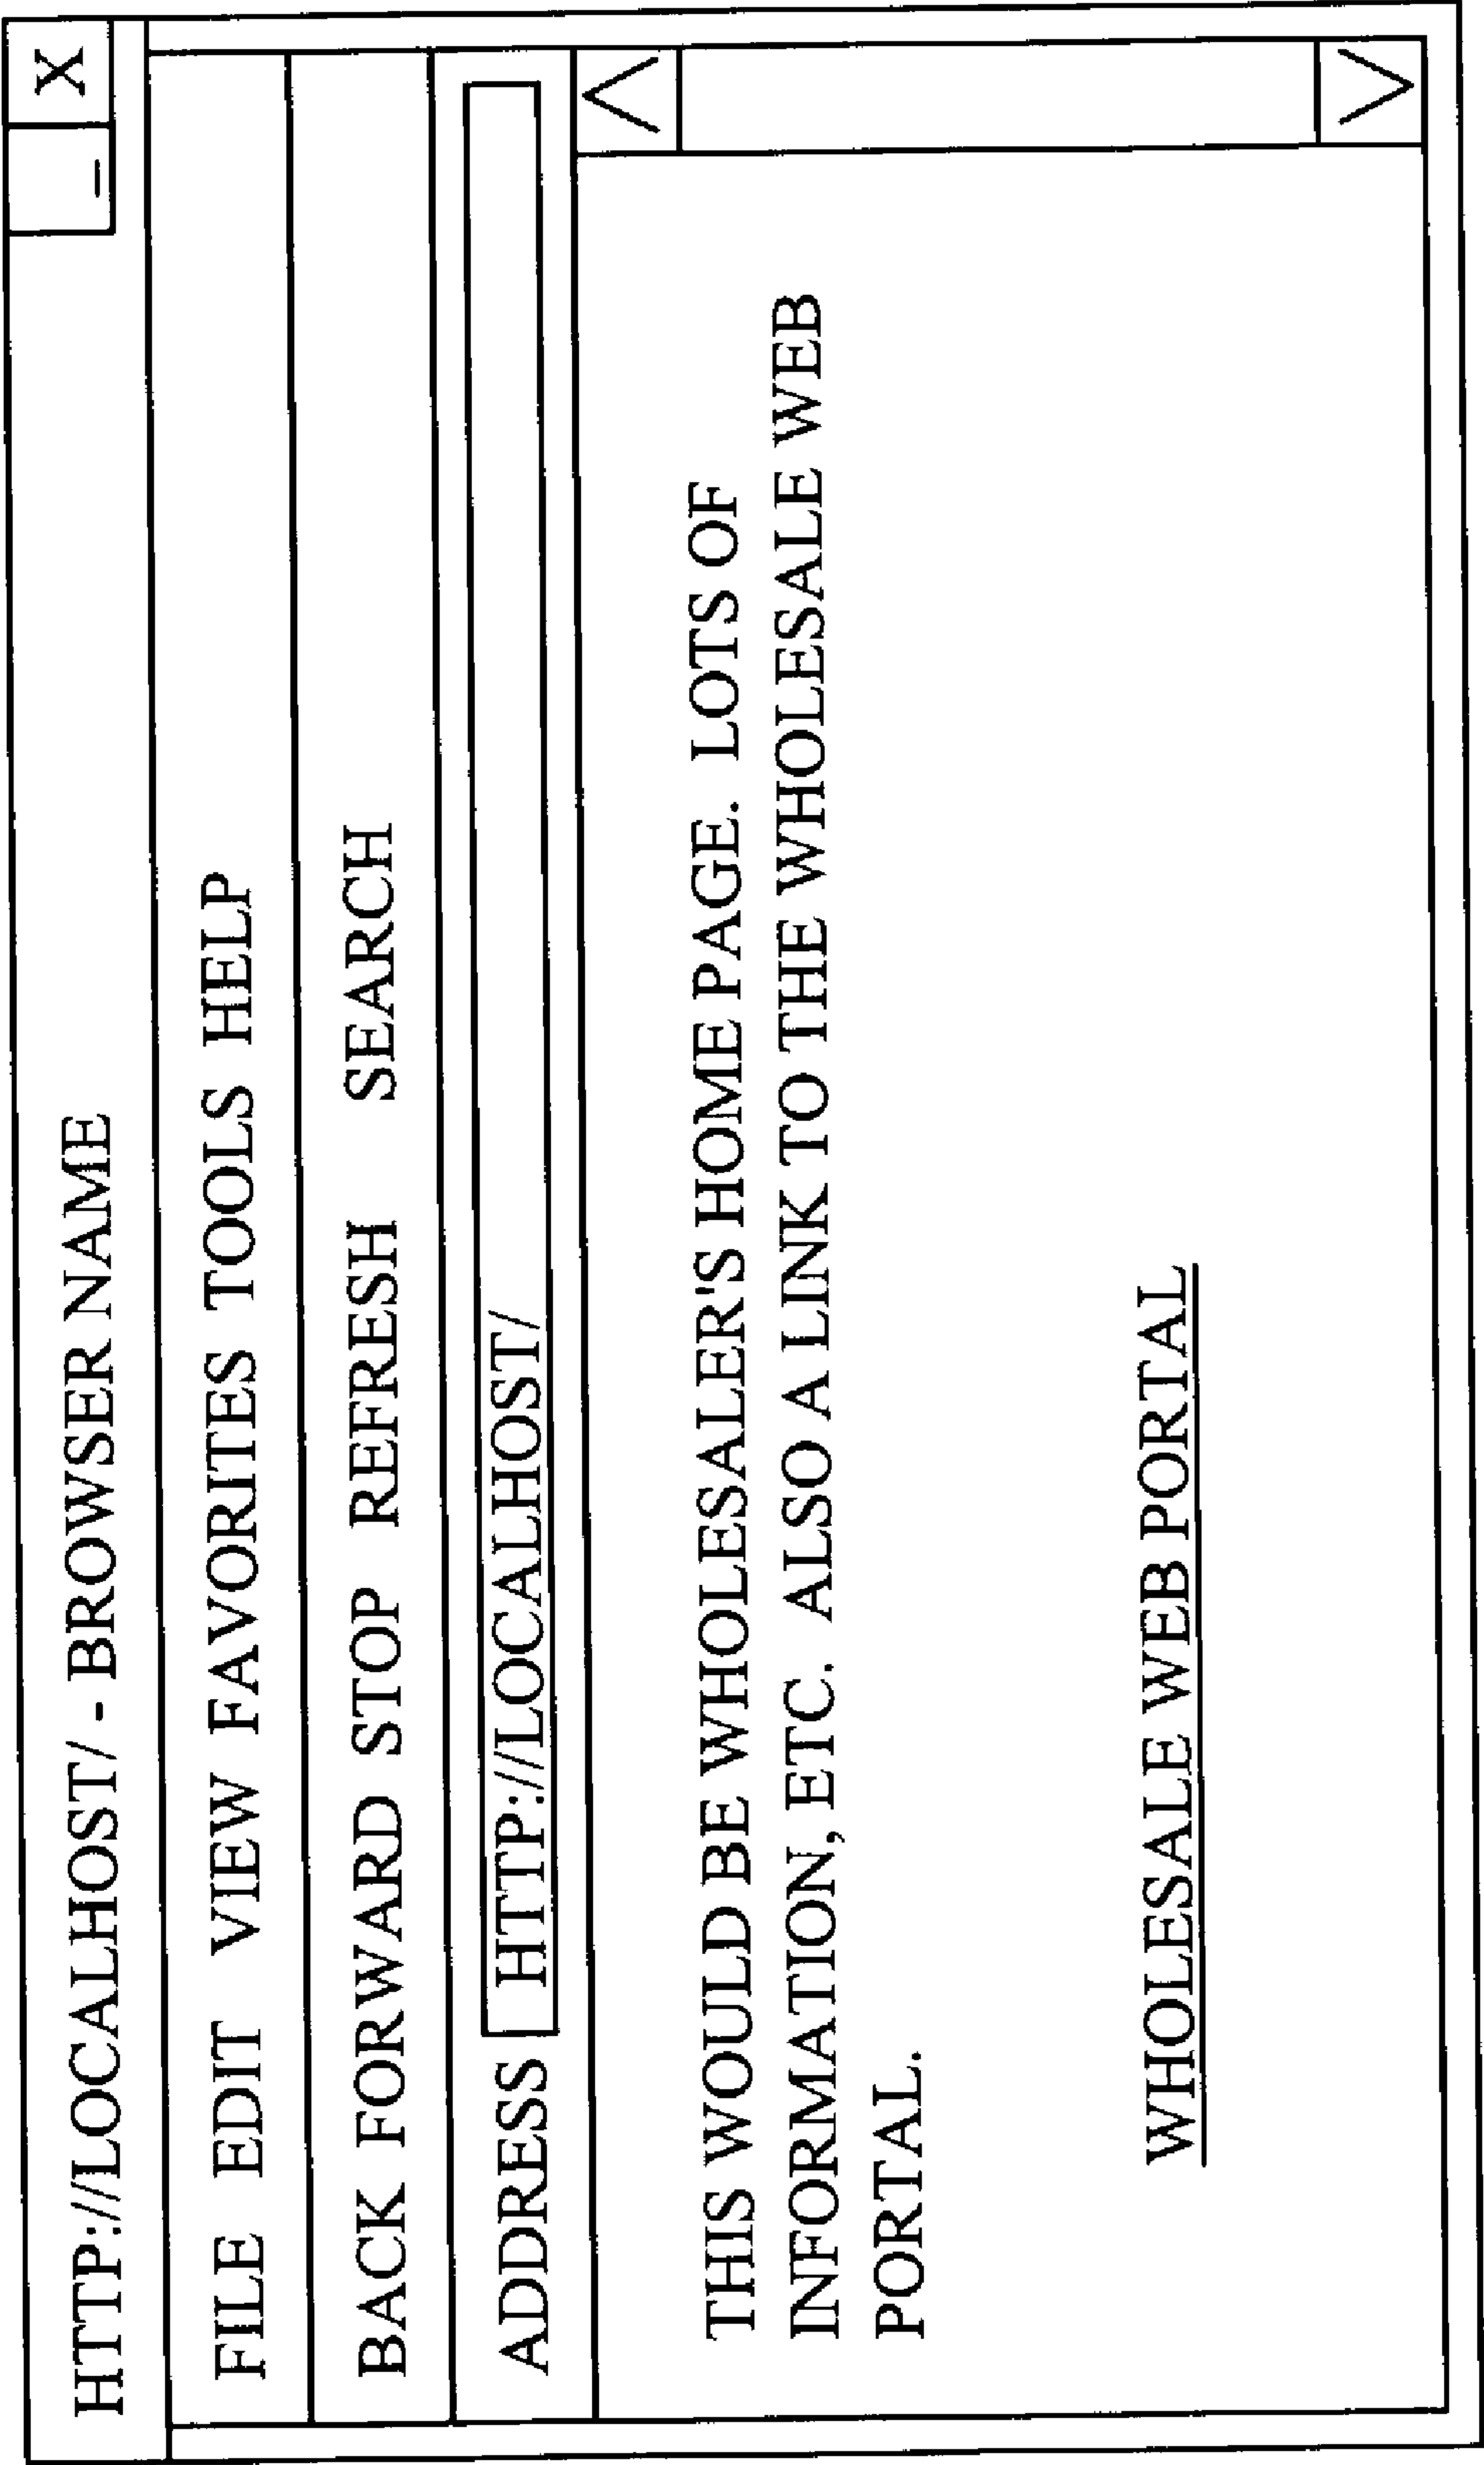 HTTP://LOCALHOST/ - BROWSER NAME _ X
FILE EDIT VIEW FAVORITES TOOLS HELP
BACK FORWARD STOP REFRESH SEARCH
ADDRESS HTTP://LOCALHOST/
THIS WOULD BE WHOLESALER'S HOME PAGE. LOTS OF
INFORMATION, ETC. ALSO A LINK TO THE WHOLESALE WEB
PORTAL.
WHOLESALE WEB PORTAL